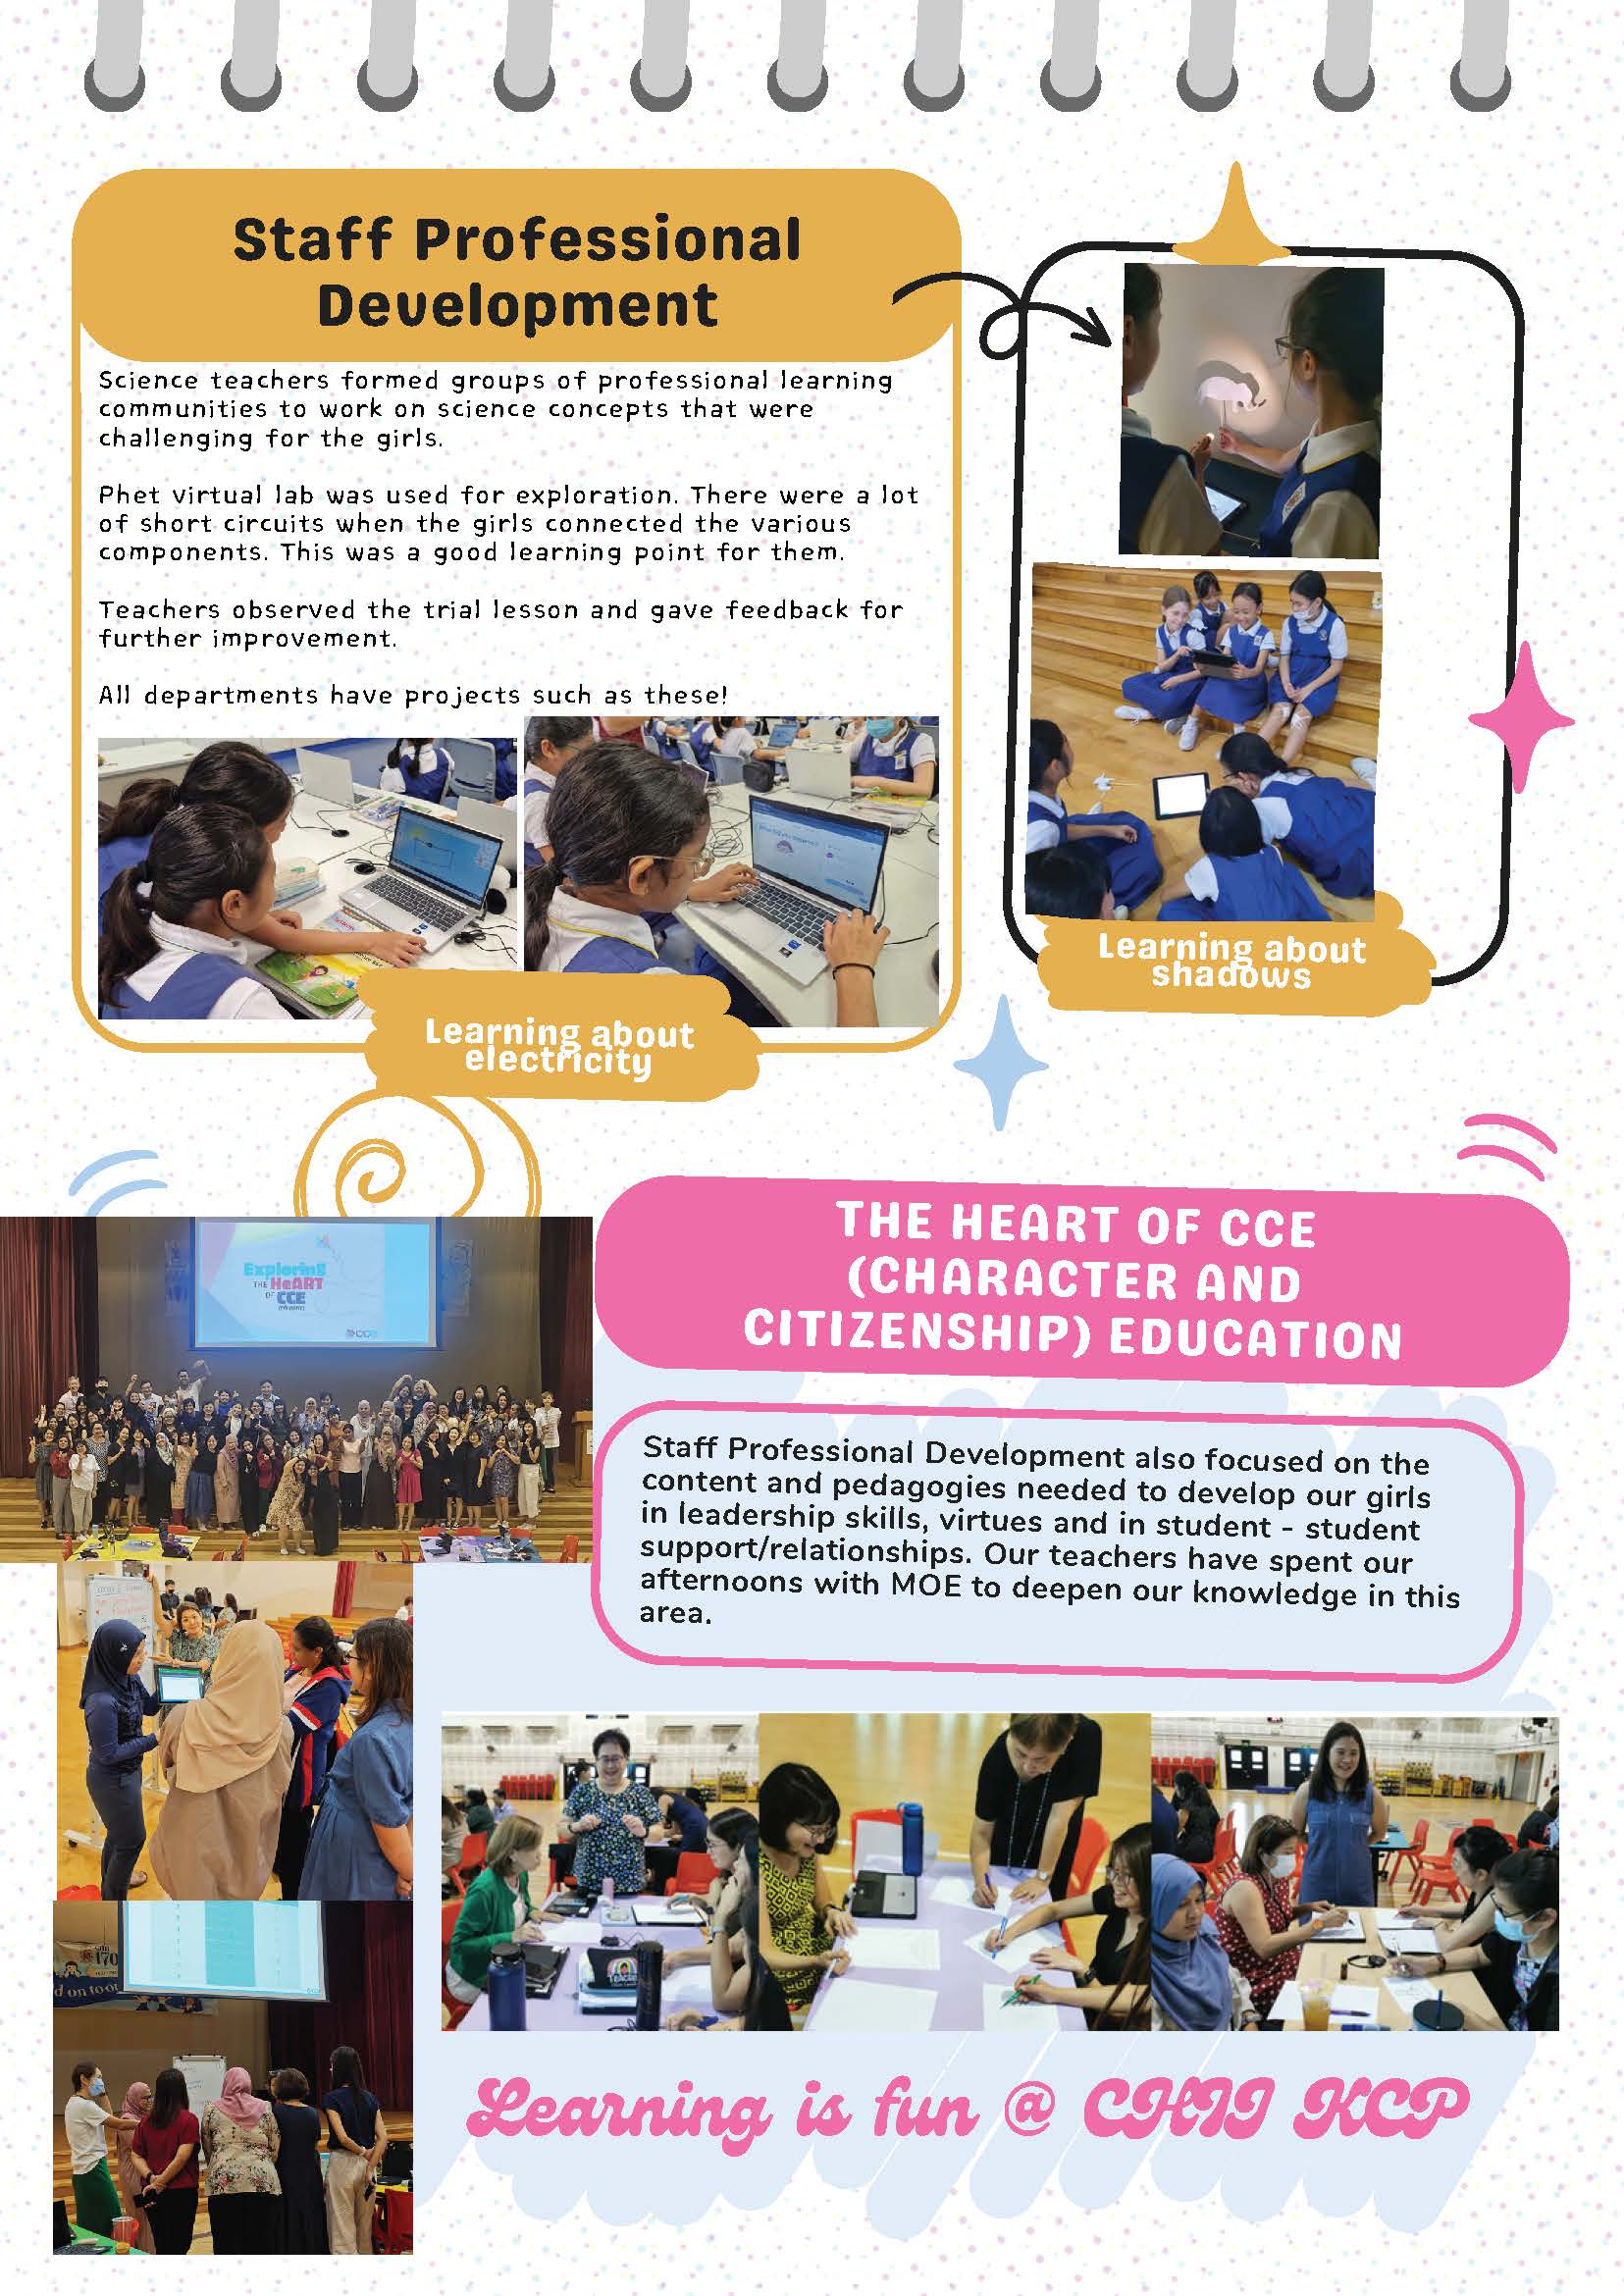 Staff Professional
Development
Science teachers formed groups of professional learning
communities to work on science concepts that were
challenging for the girls.
Phet virtual lab was used for exploration. There were a lot
of short circuits when the girls connected the various
components. This was a good learning point for them.
Teachers observed the trial lesson and gave feedback for
further improvement.
All departments have projects such as these!
Learning about
electricity
Learning about
shadows
Exploring
THE HeART
OF CCE
THE HEART OF CCE
(CHARACTER AND
CITIZENSHIP) EDUCATION
Staff Professional Development also focused on the
content and pedagogies needed to develop our girls
in leadership skills, virtues and in student - student
support/relationships. Our teachers have spent our
afternoons with MOE to deepen our knowledge in this
area.
170
Learning is fun @ CHIJ KCP